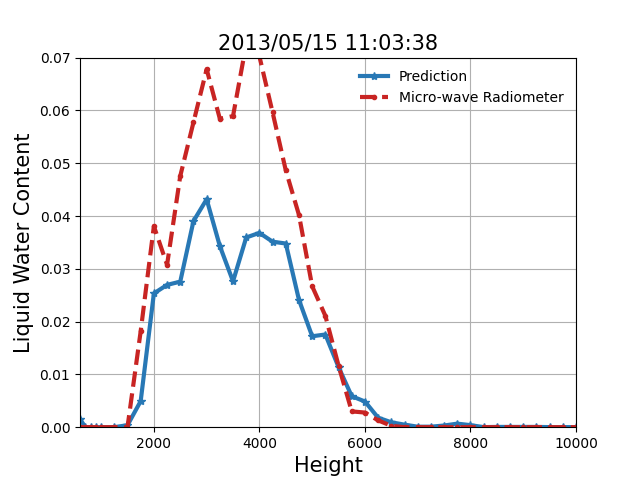 2013/05/15 11:03:38
Liquid Water Content
0.07
0.06
0.05
0.04
0.03
0.02
0.01
0.00
Prediction
Micro-wave Radiometer
2000 4000 6000 8000 10000
Height